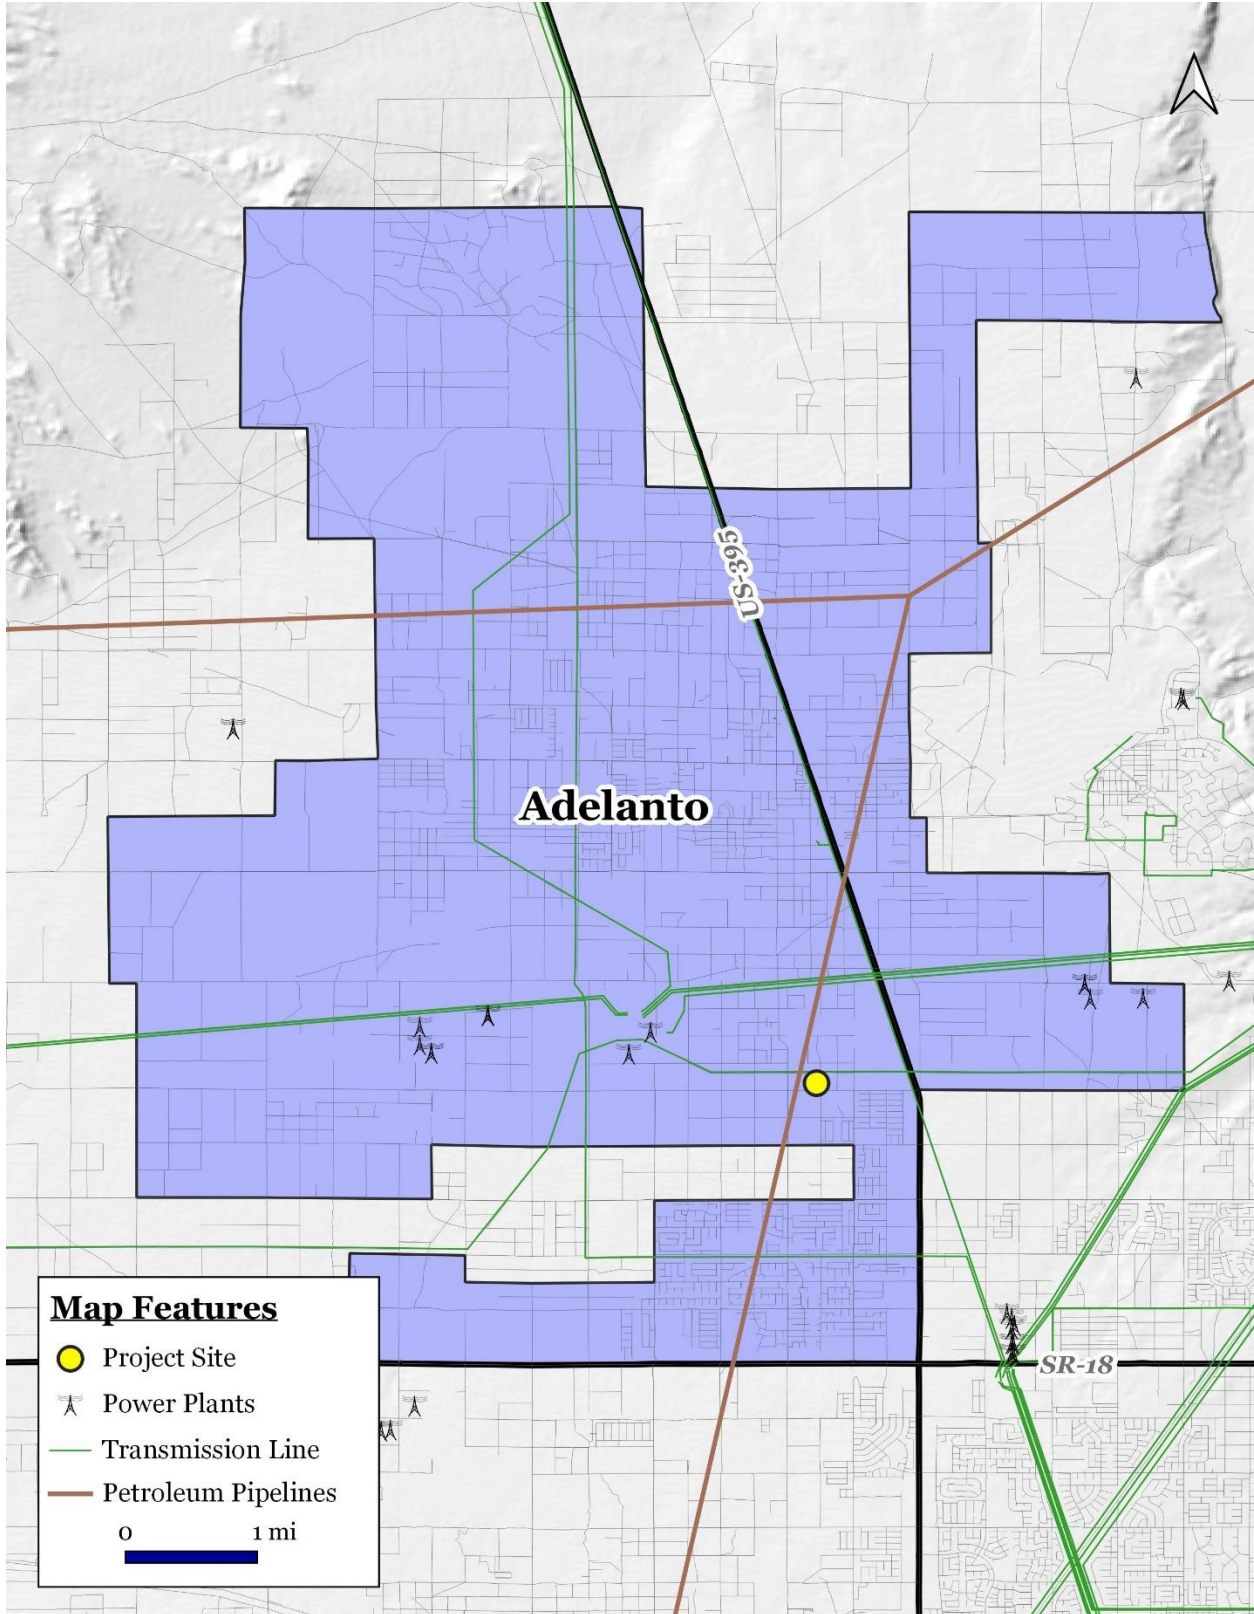 US-395
Adelanto
SR-18
Map Features
Project Site
Power Plants
Transmission Line
Petroleum Pipelines
0 1 mi